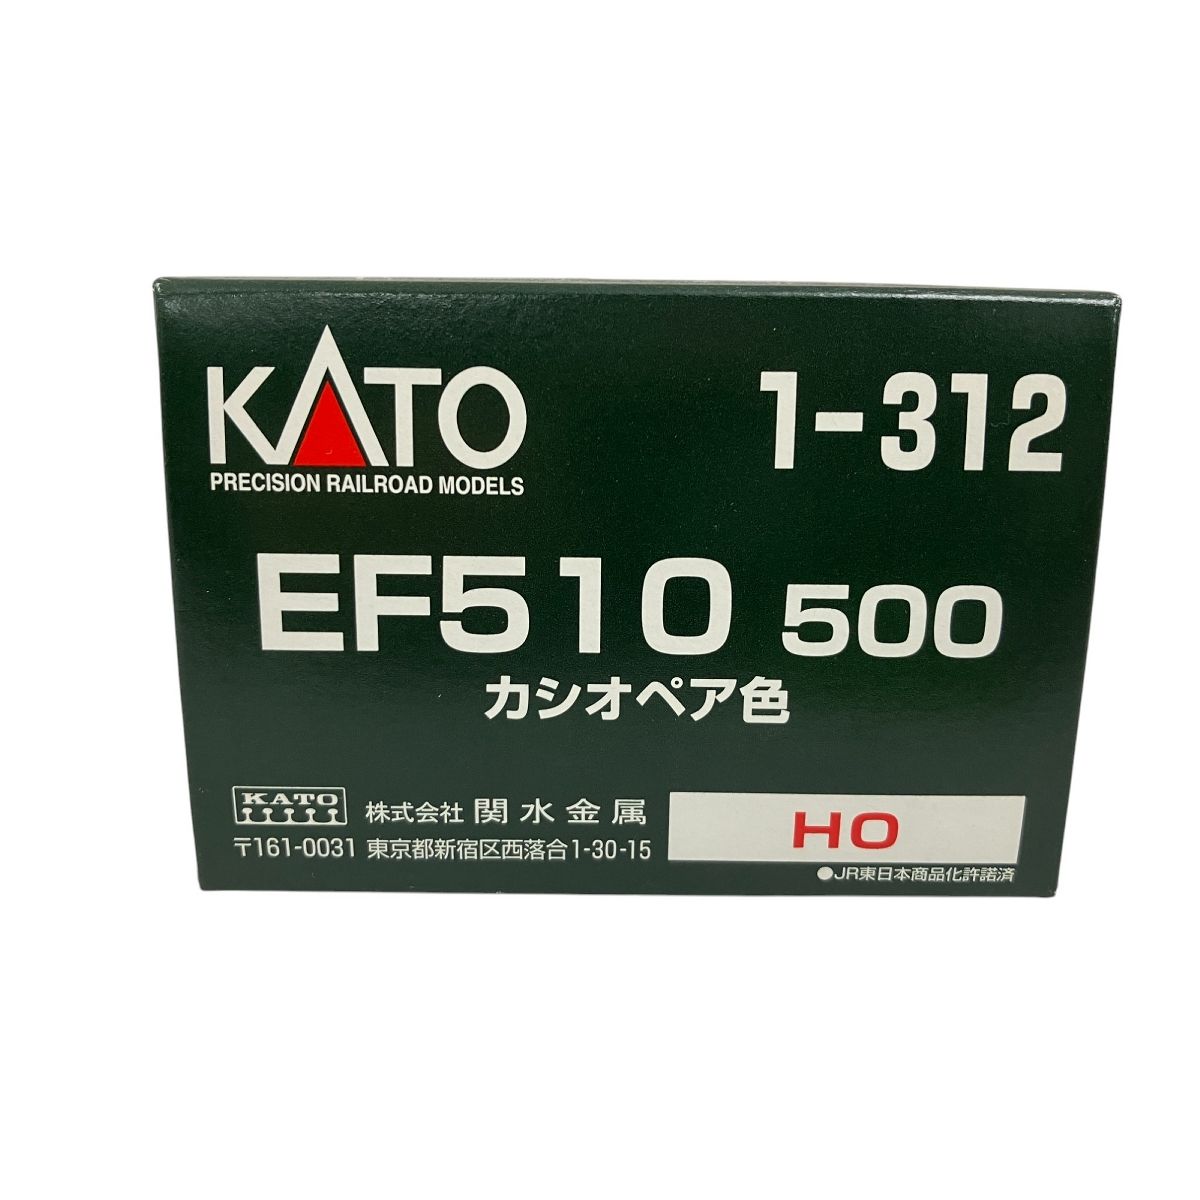 KATO
PRECISION RAILROAD MODELS
1-312
EF510 500
カシオペア色
KATO
株式会社 関水金属
〒161-0031 東京都新宿区西落合1-30-15
HO
●JR東日本商品化許諾済